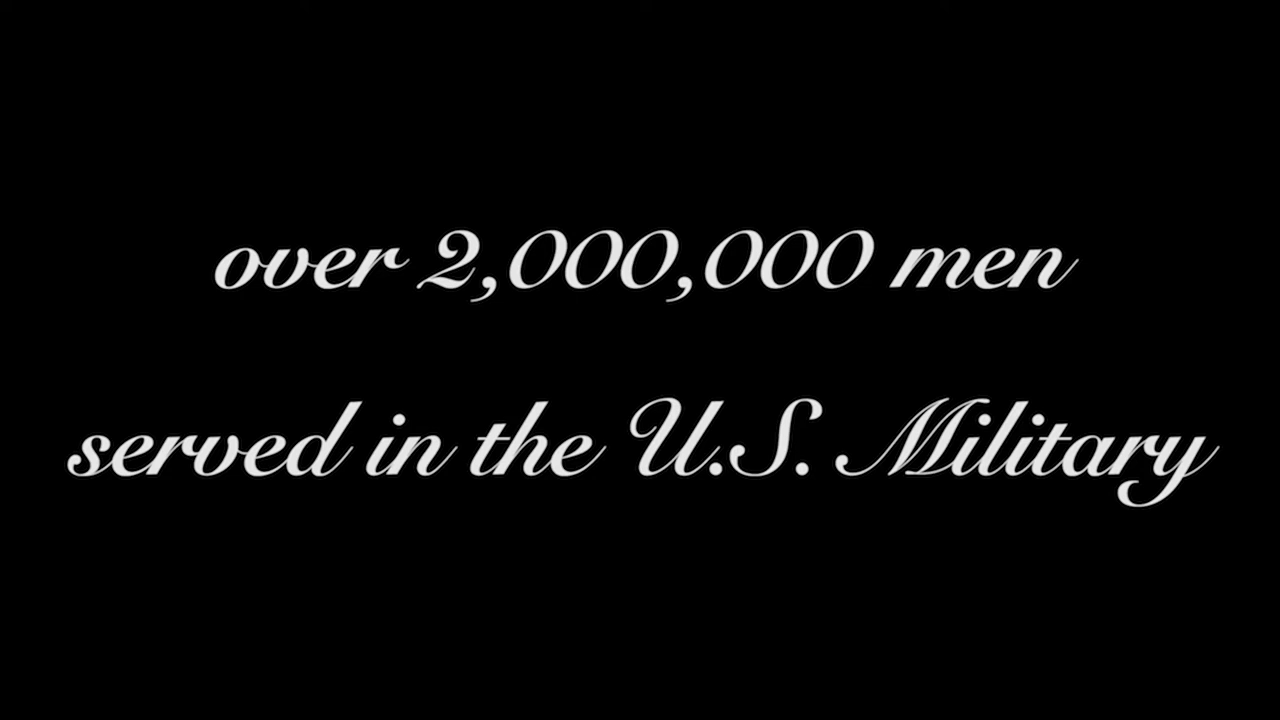 over 2,000,000 men
served in the U.S. Military